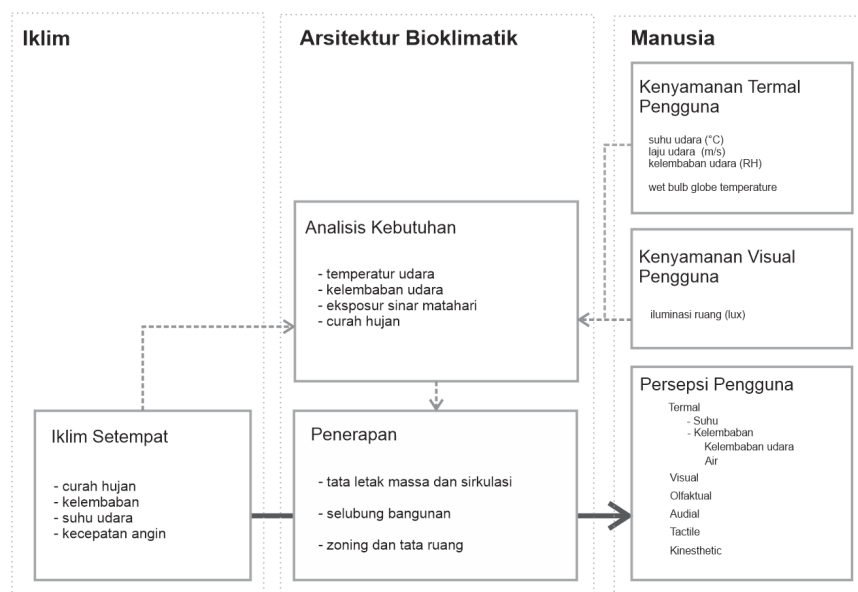 Iklim
Iklim Setempat
- curah hujan
- kelembaban
- suhu udara
- kecepatan angin
Arsitektur Bioklimatik
Analisis Kebutuhan
- temperatur udara
- kelembaban udara
- eksposur sinar matahari
- curah hujan
Penerapan
- tata letak massa dan sirkulasi
- selubung bangunan
- zoning dan tata ruang
Manusia
Kenyamanan Termal
Pengguna
suhu udara (°C)
laju udara (m/s)
kelembaban udara (RH)
wet bulb globe temperature
Kenyamanan Visual
Pengguna
iluminasi ruang (lux)
Persepsi Pengguna
Termal
- Suhu
- Kelembaban
Kelembaban udara
Air
Visual
Olfaktual
Audial
Tactile
Kinesthetic